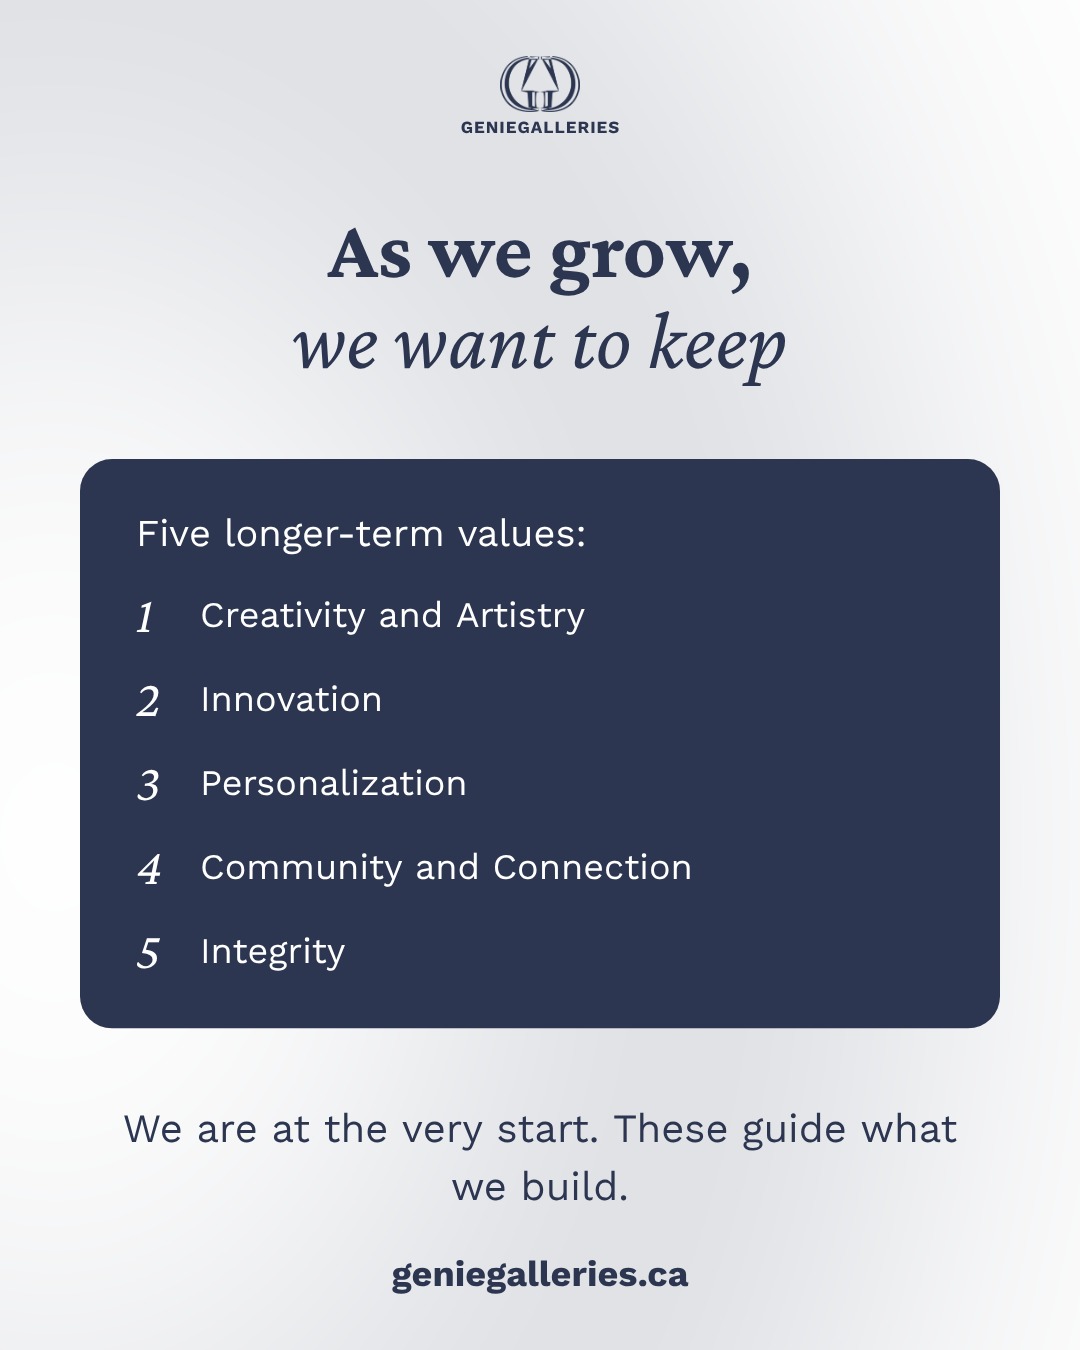 GENIEGALLERIES
As we grow,
we want to keep
Five longer-term values:
1 Creativity and Artistry
2 Innovation
3 Personalization
4 Community and Connection
5 Integrity
We are at the very start. These guide what
we build.
geniegalleries.ca